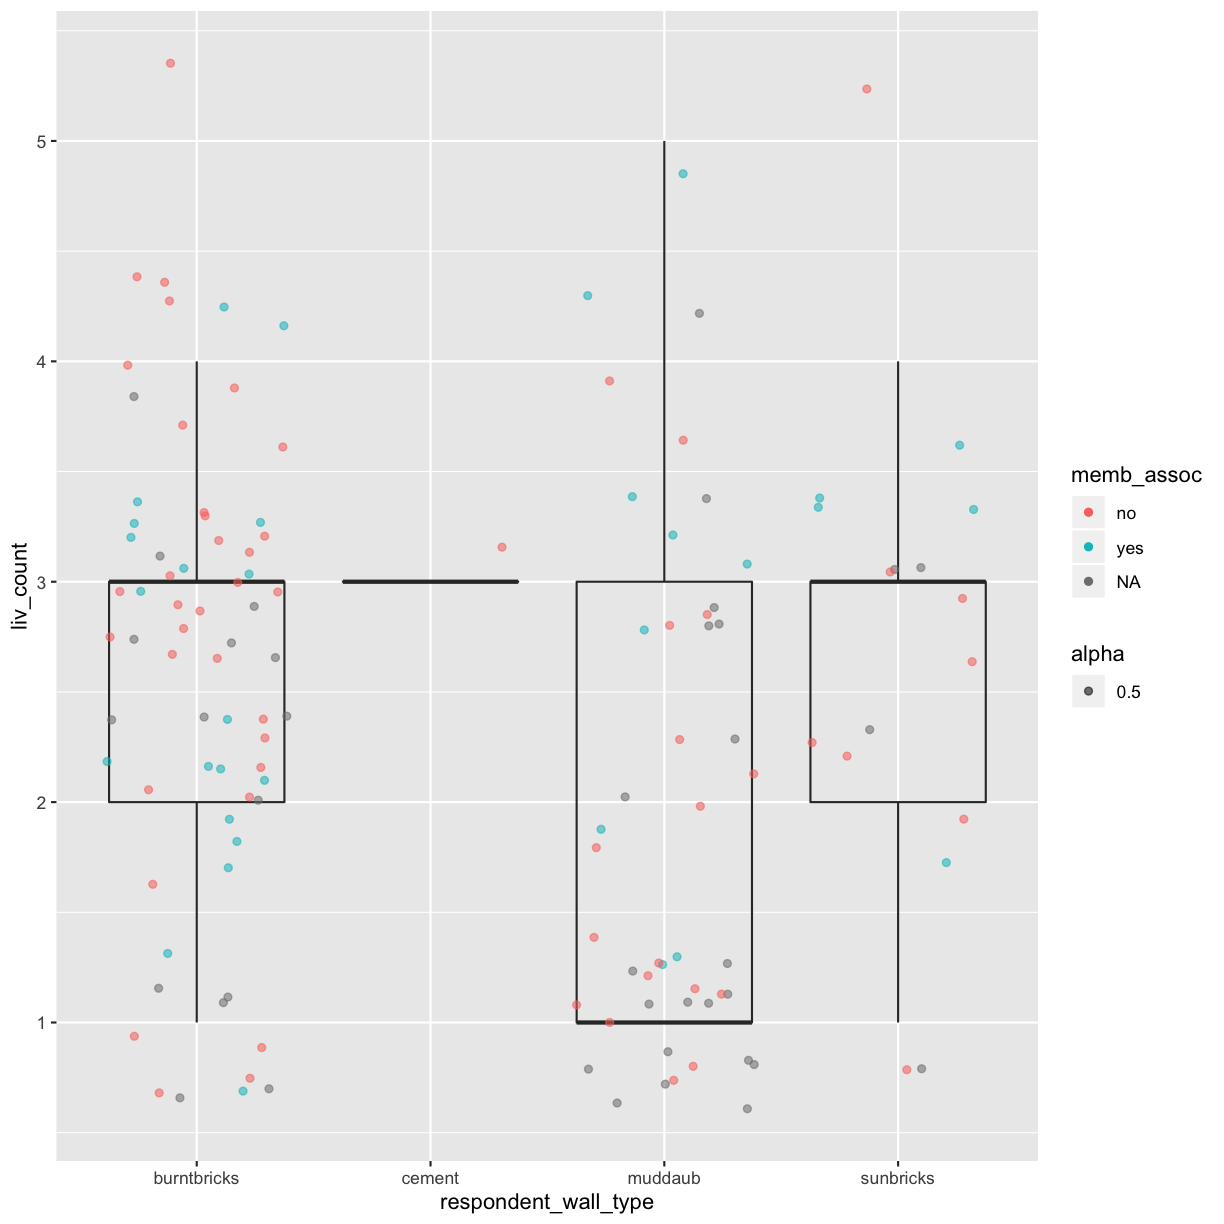 5
4
3
2
1
liv_count
burntbricks
cement
muddaub
sunbricks
respondent_wall_type
memb_assoc
no
yes
NA
alpha
0.5